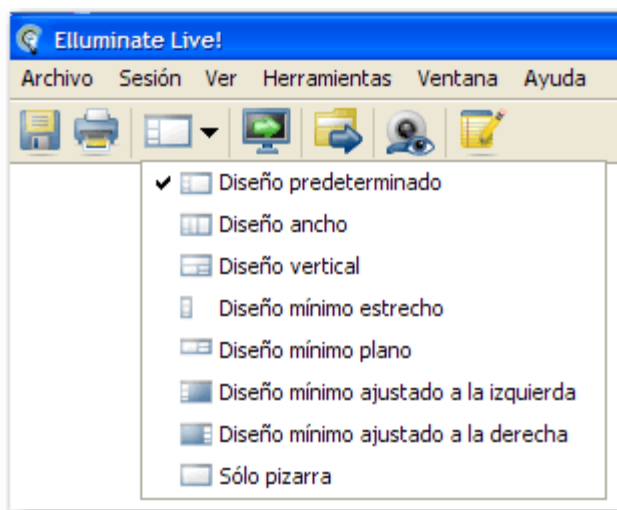 Elluminate Live!
Archivo Sesión Ver Herramientas Ventana Ayuda
Diseño predeterminado
Diseño ancho
Diseño vertical
Diseño mínimo estrecho
Diseño mínimo plano
Diseño mínimo ajustado a la izquierda
Diseño mínimo ajustado a la derecha
Sólo pizarra